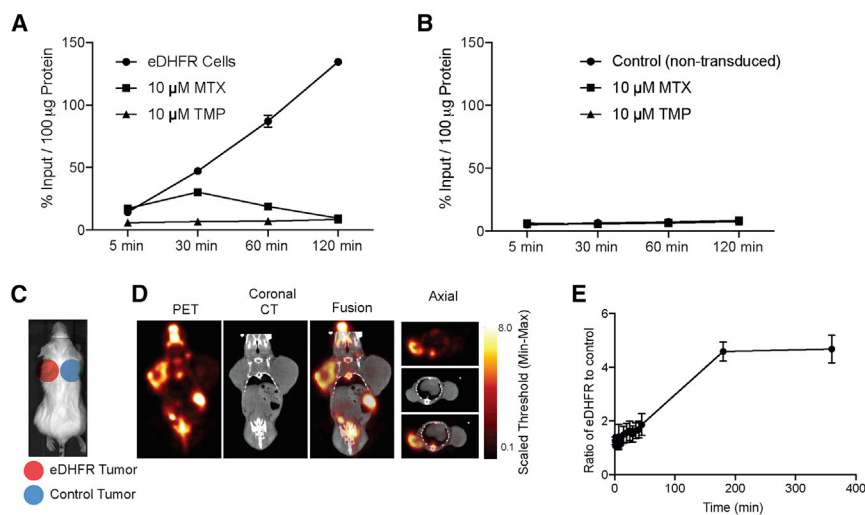 A
150
100
50
0
% Input / 100 µg Protein
eDHFR Cells
10 µM MTX
10 µM TMP
5 min 30 min 60 min 120 min
B
150
100
50
0
% Input / 100 µg Protein
Control (non-transduced)
10 µM MTX
10 µM TMP
5 min 30 min 60 min 120 min
C
eDHFR Tumor
Control Tumor
D
PET
Coronal
CT
Fusion
Axial
8.0
0.1
Scaled Threshold (Min-Max)
E
6
4
2
0
Ratio of eDHFR to control
0 100 200 300 400
Time (min)